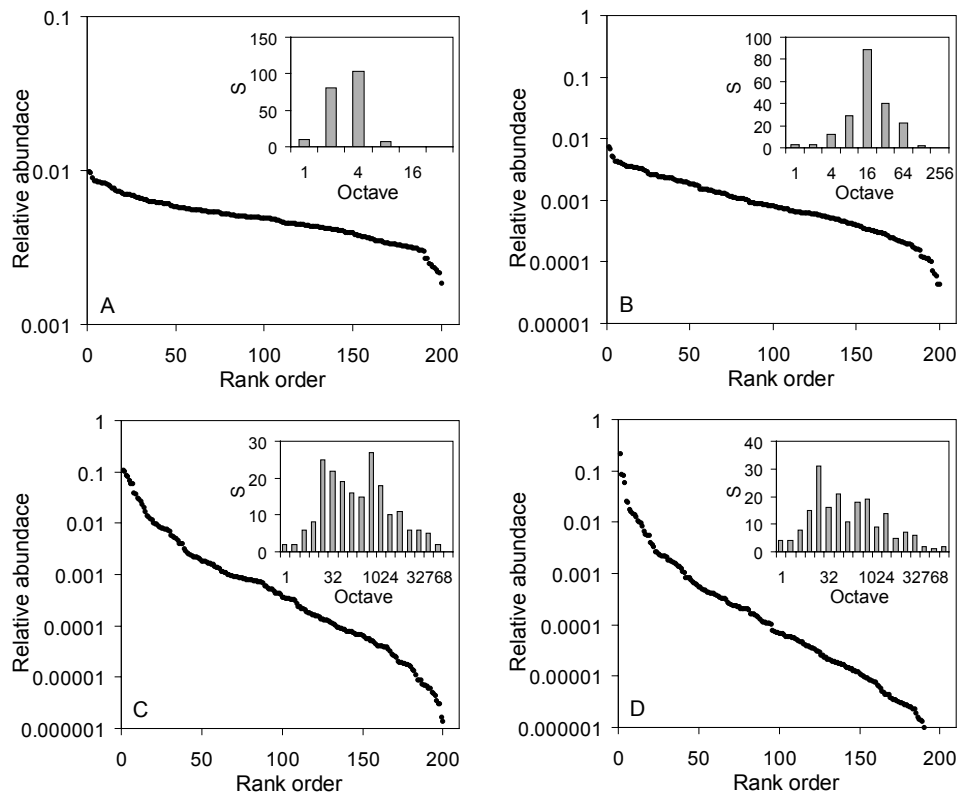 0.1
0.01
0.001
Relative abundace
0 50 100 150 200
Rank order
A
150
100
50
0
S
1 4 16
Octave
1
0.1
0.01
0.001
0.0001
0.00001
Relative abundace
0 50 100 150 200
Rank order
B
100
80
60
40
20
0
S
1 4 16 64 256
Octave
1
0.1
0.01
0.001
0.0001
0.00001
0.000001
Relative abundace
0 50 100 150 200
Rank order
C
30
20
10
0
S
1 32 1024 32768
Octave
1
0.1
0.01
0.001
0.0001
0.00001
0.000001
Relative abundace
0 50 100 150 200
Rank order
D
40
30
20
10
0
S
1 32 1024 32768
Octave